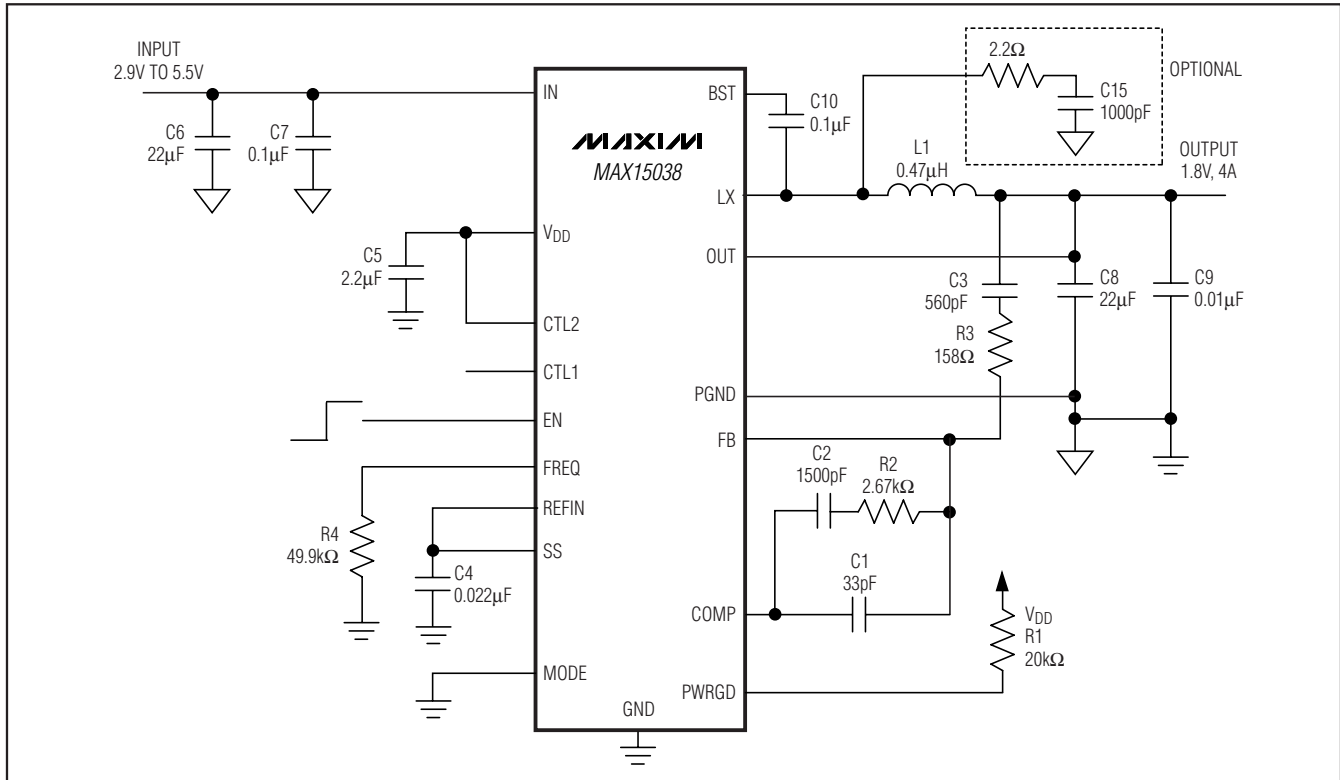 INPUT
2.9V TO 5.5V
C6
22µF
C7
0.1µF
IN
MAXIM
MAX15038
BST
C10
0.1µF
2.2Ω
C15
1000pF
OPTIONAL
L1
0.47µH
OUTPUT
1.8V, 4A
LX
VDD
C5
2.2µF
OUT
C3
560pF
C8
22µF
C9
0.01µF
CTL2
R3
158Ω
CTL1
PGND
EN
FB
FREQ
C2
1500pF
R2
2.67kΩ
REFIN
R4
49.9kΩ
SS
C4
0.022µF
C1
33pF
COMP
VDD
R1
20kΩ
MODE
PWRGD
GND